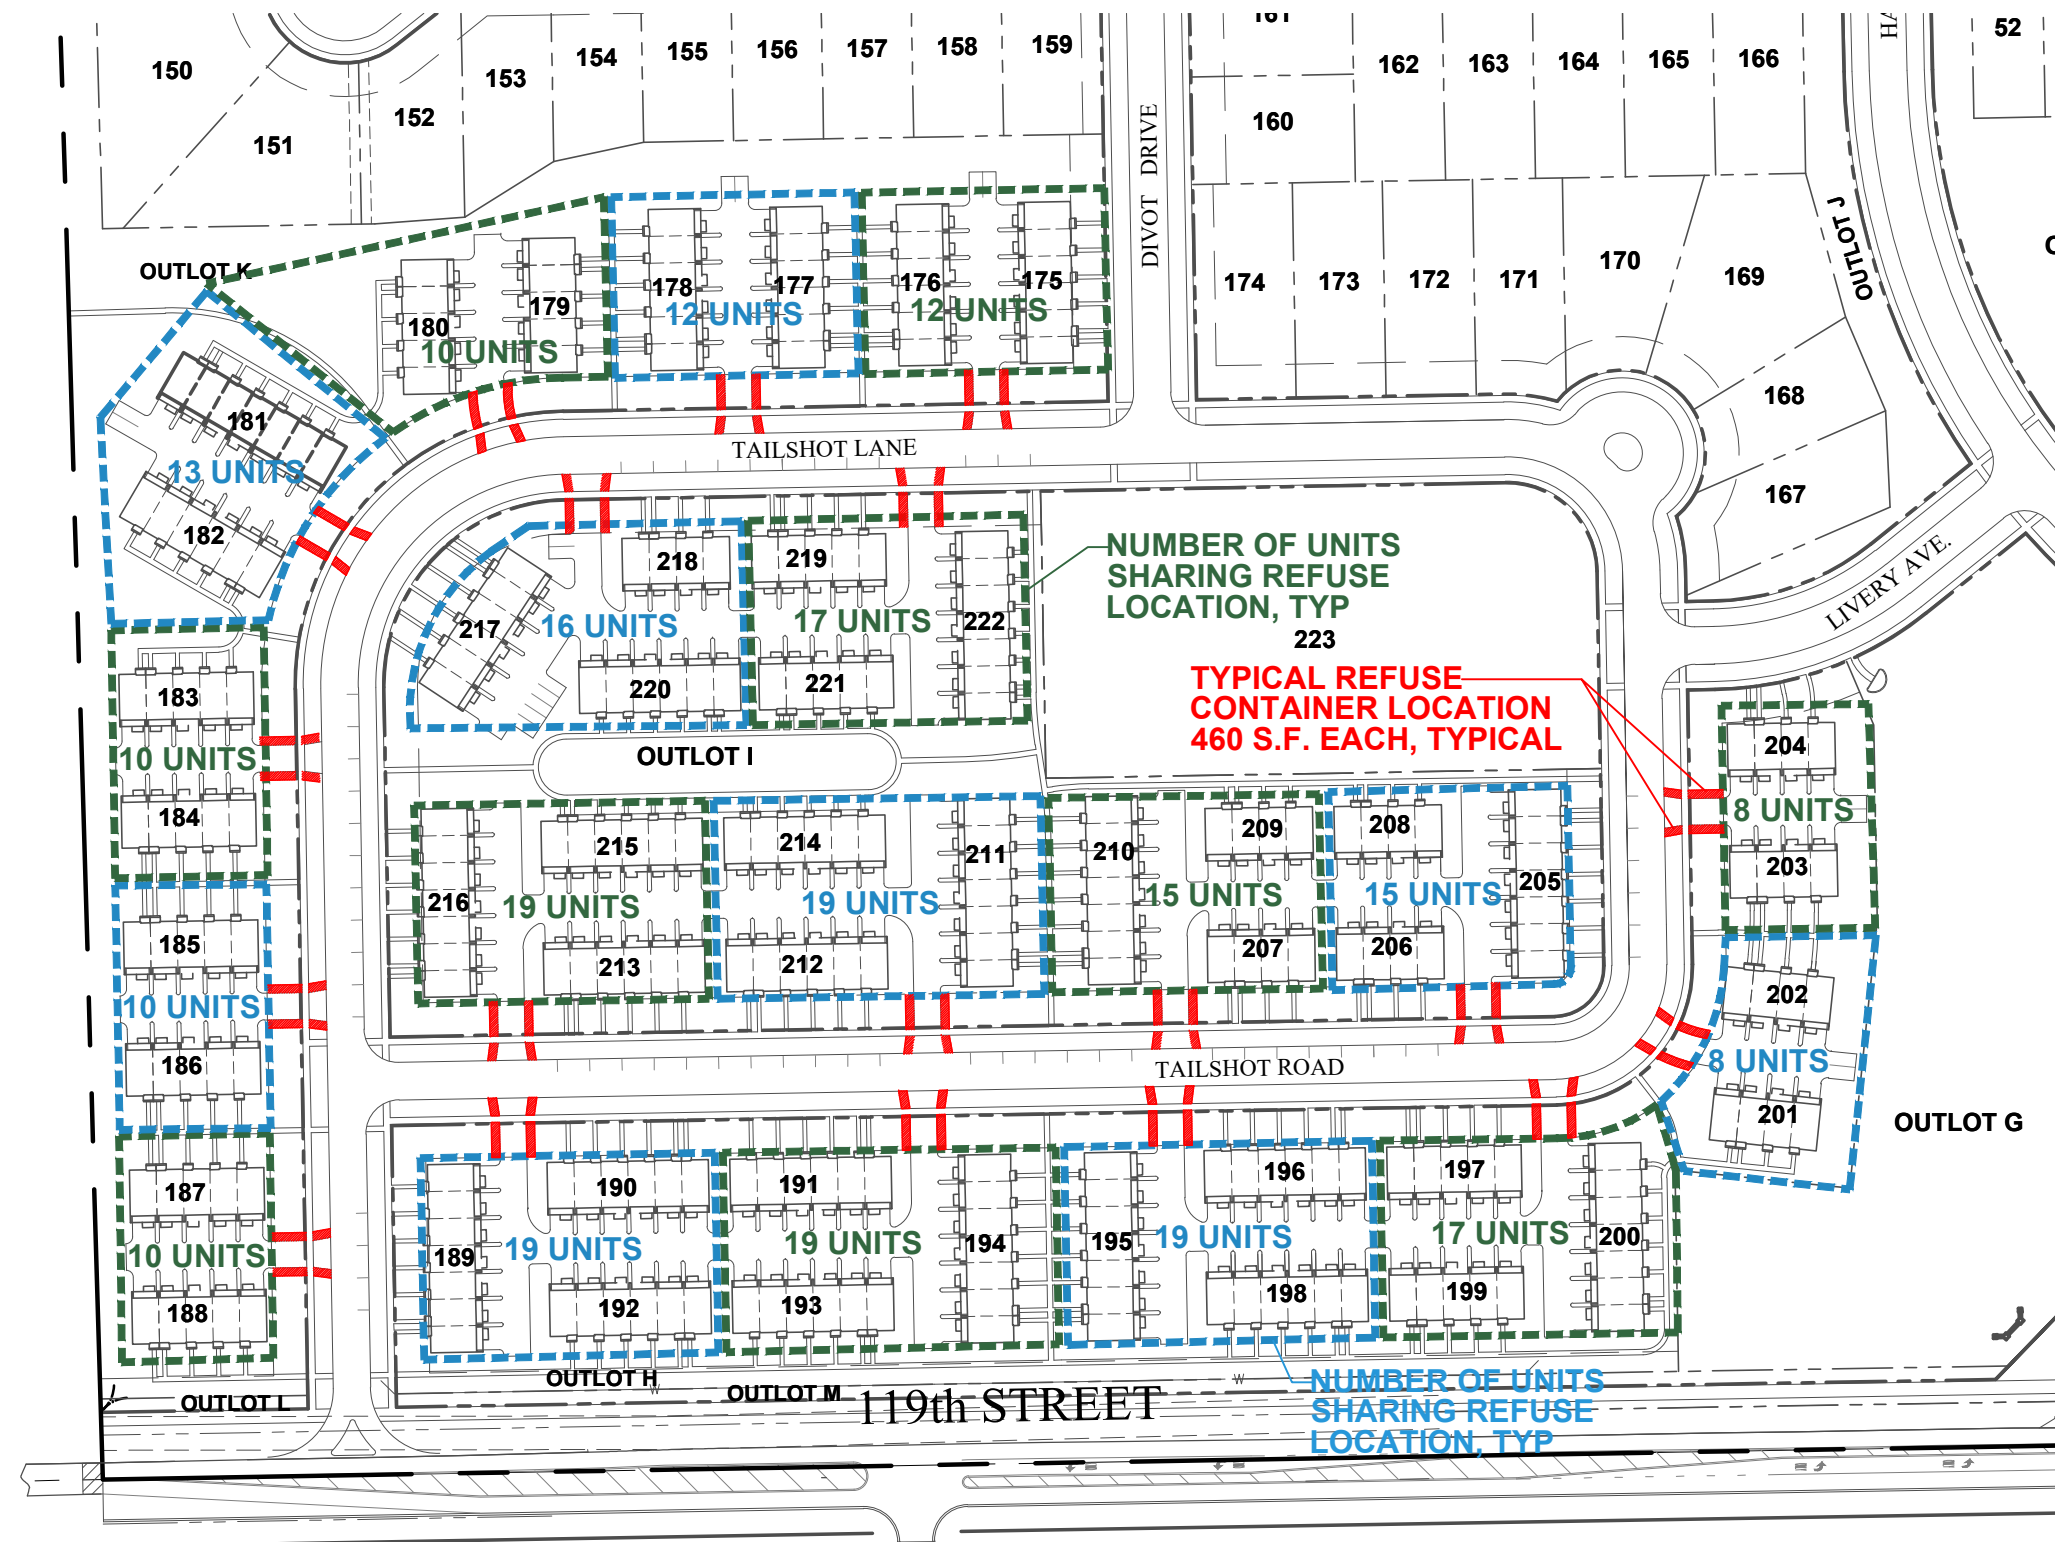 161
HA
52
150
151
152
153
154
155
156
157
158
159
160
162
163
164
165
166
DIVOT DRIVE
174
173
172
171
170
169
168
167
OUTLOT J
OUTLOT K
180
179
10 UNITS
178
177
12 UNITS
176
175
12 UNITS
181
13 UNITS
182
TAILSHOT LANE
218
217
16 UNITS
220
219
17 UNITS
222
221
NUMBER OF UNITS
SHARING REFUSE
LOCATION, TYP
223
LIVERY AVE.
TYPICAL REFUSE
CONTAINER LOCATION
460 S.F. EACH, TYPICAL
183
10 UNITS
184
OUTLOT I
204
8 UNITS
203
185
10 UNITS
186
216
215
19 UNITS
213
214
211
19 UNITS
212
210
209
15 UNITS
207
208
205
15 UNITS
206
202
8 UNITS
201
TAILSHOT ROAD
OUTLOT G
187
10 UNITS
188
189
190
19 UNITS
192
191
19 UNITS
194
193
195
196
19 UNITS
198
197
17 UNITS
200
199
OUTLOT L
OUTLOT H
OUTLOT M
119th STREET
W
W
NUMBER OF UNITS
SHARING REFUSE
LOCATION, TYP